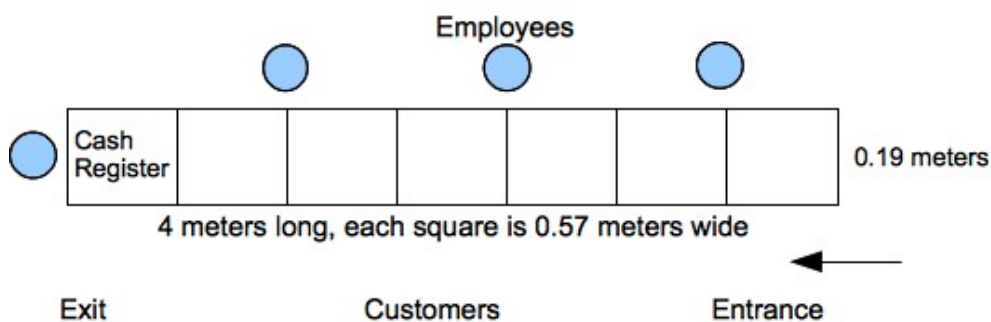 Employees
Cash
Register
0.19 meters
4 meters long, each square is 0.57 meters wide
Exit
Customers
Entrance